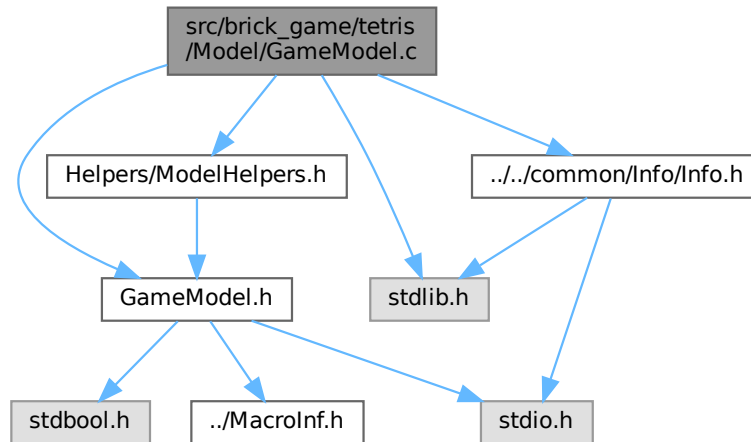 src/brick_game/tetris
/Model/GameModel.c
Helpers/ModelHelpers.h
../../common/Info/Info.h
GameModel.h
stdlib.h
stdbool.h
../MacroInf.h
stdio.h